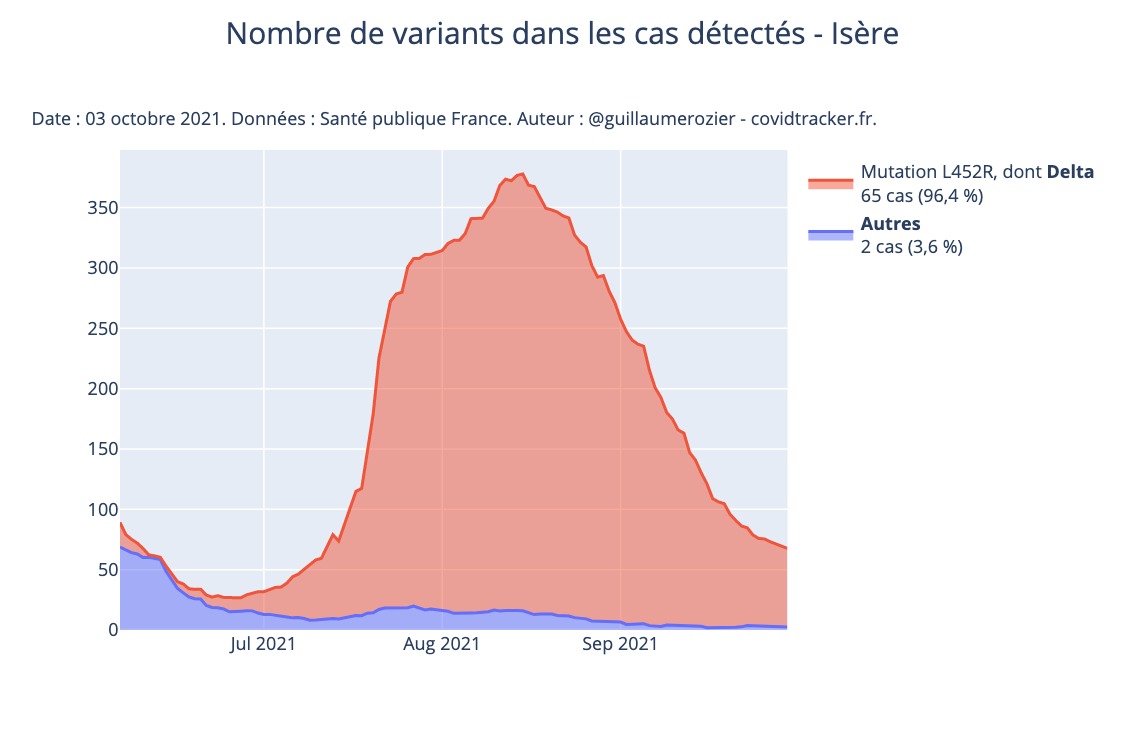 Nombre de variants dans les cas détectés - Isère
Date : 03 octobre 2021. Données : Santé publique France. Auteur : @guillaumerozier - covidtracker.fr.
Mutation L452R, dont Delta
65 cas (96,4 %)
Autres
2 cas (3,6 %)
350
300
250
200
150
100
50
0
Jul 2021
Aug 2021
Sep 2021